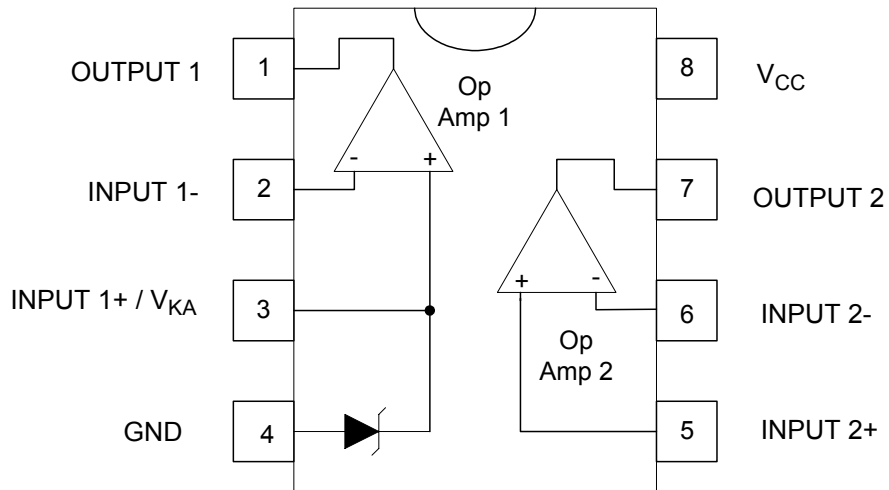 OUTPUT 1
1
Op
Amp 1
8
VCC
-
+
INPUT 1-
2
7
OUTPUT 2
INPUT 1+ / VKA
3
+
-
6
INPUT 2-
Op
Amp 2
GND
4
5
INPUT 2+